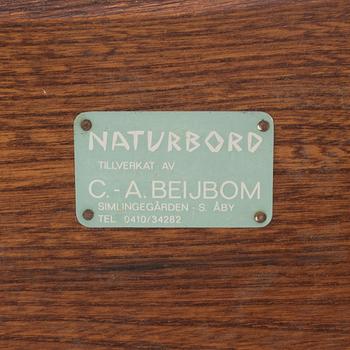 NATURBORD
TILLVERKAT AV
C.-A. BEIJBOM
SIMLINGEGÅRDEN - S. ÅBY
TEL. 0410/34282